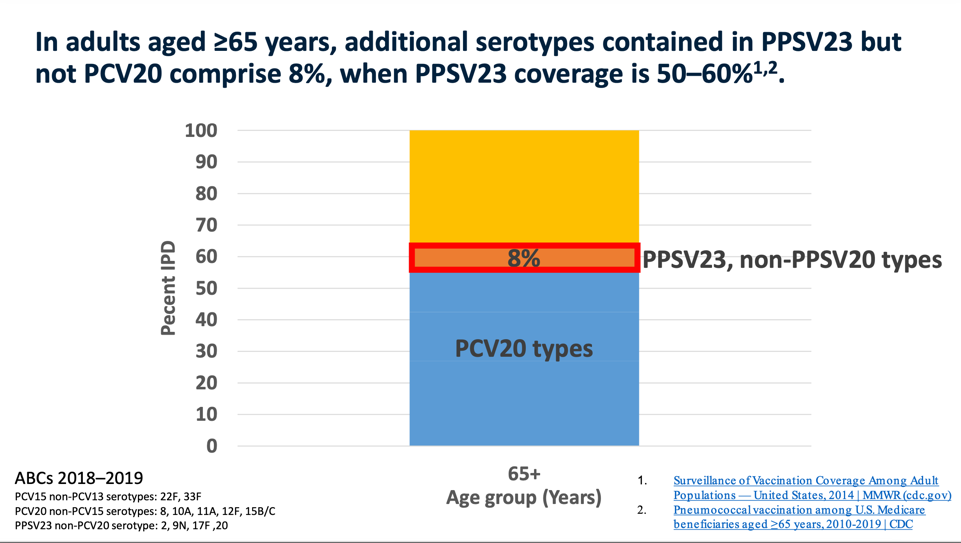 In adults aged ≥65 years, additional serotypes contained in PPSV23 but
not PCV20 comprise 8%, when PPSV23 coverage is 50–60%1,2.
100
90
80
70
60
50
40
30
20
10
0
Pecent IPD
8%
PPSV23, non-PPSV20 types
PCV20 types
65+
Age group (Years)
ABCs 2018–2019
PCV15 non-PCV13 serotypes: 22F, 33F
PCV20 non-PCV15 serotypes: 8, 10A, 11A, 12F, 15B/C
PPSV23 non-PCV20 serotype: 2, 9N, 17F ,20
1. Surveillance of Vaccination Coverage Among Adult
Populations — United States, 2014 | MMWR (cdc.gov)
2. Pneumococcal vaccination among U.S. Medicare
beneficiaries aged ≥65 years, 2010-2019 | CDC